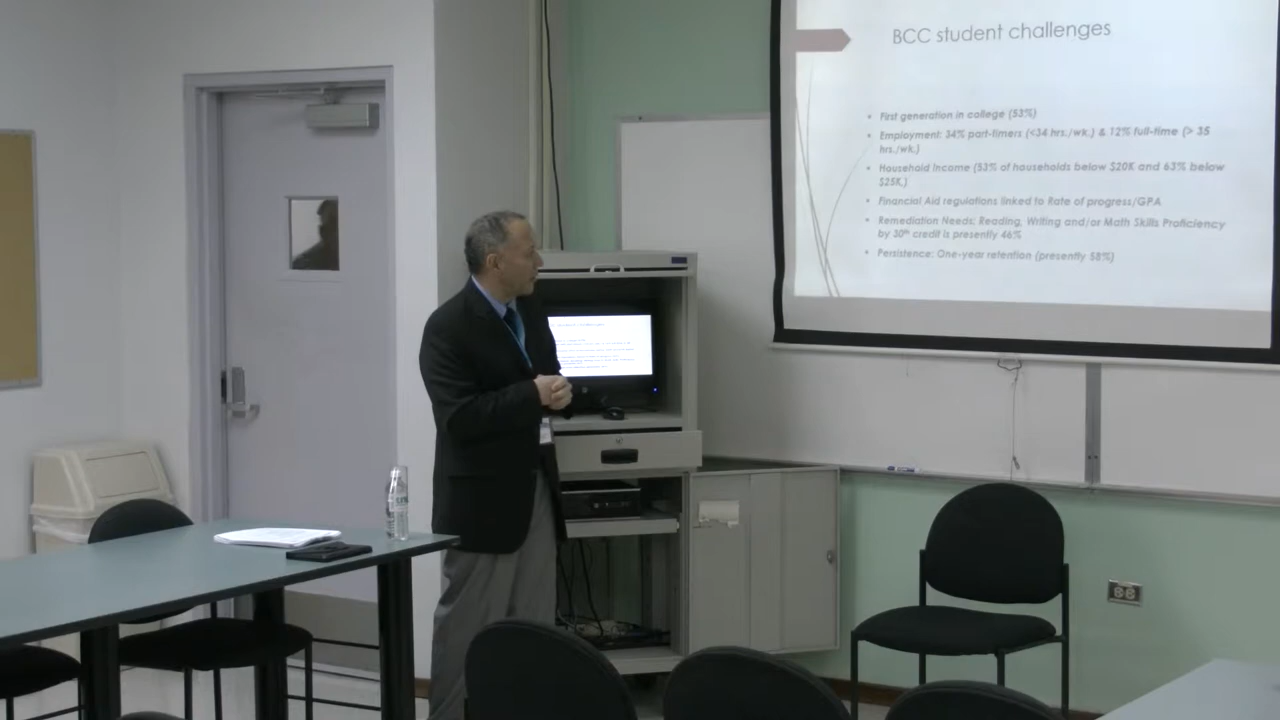 BCC student challenges
• First generation in college (53%)
• Employment: 34% part-timers (<34 hrs./wk.) & 12% full-time (> 35
hrs./wk.)
• Household Income (53% of households below $20K and 63% below
$25K.)
• Financial Aid regulations linked to Rate of progress/GPA
• Remediation Needs: Reading, Writing and/or Math Skills Proficiency
by 30th credit is presently 46%
• Persistence: One-year retention (presently 58%)